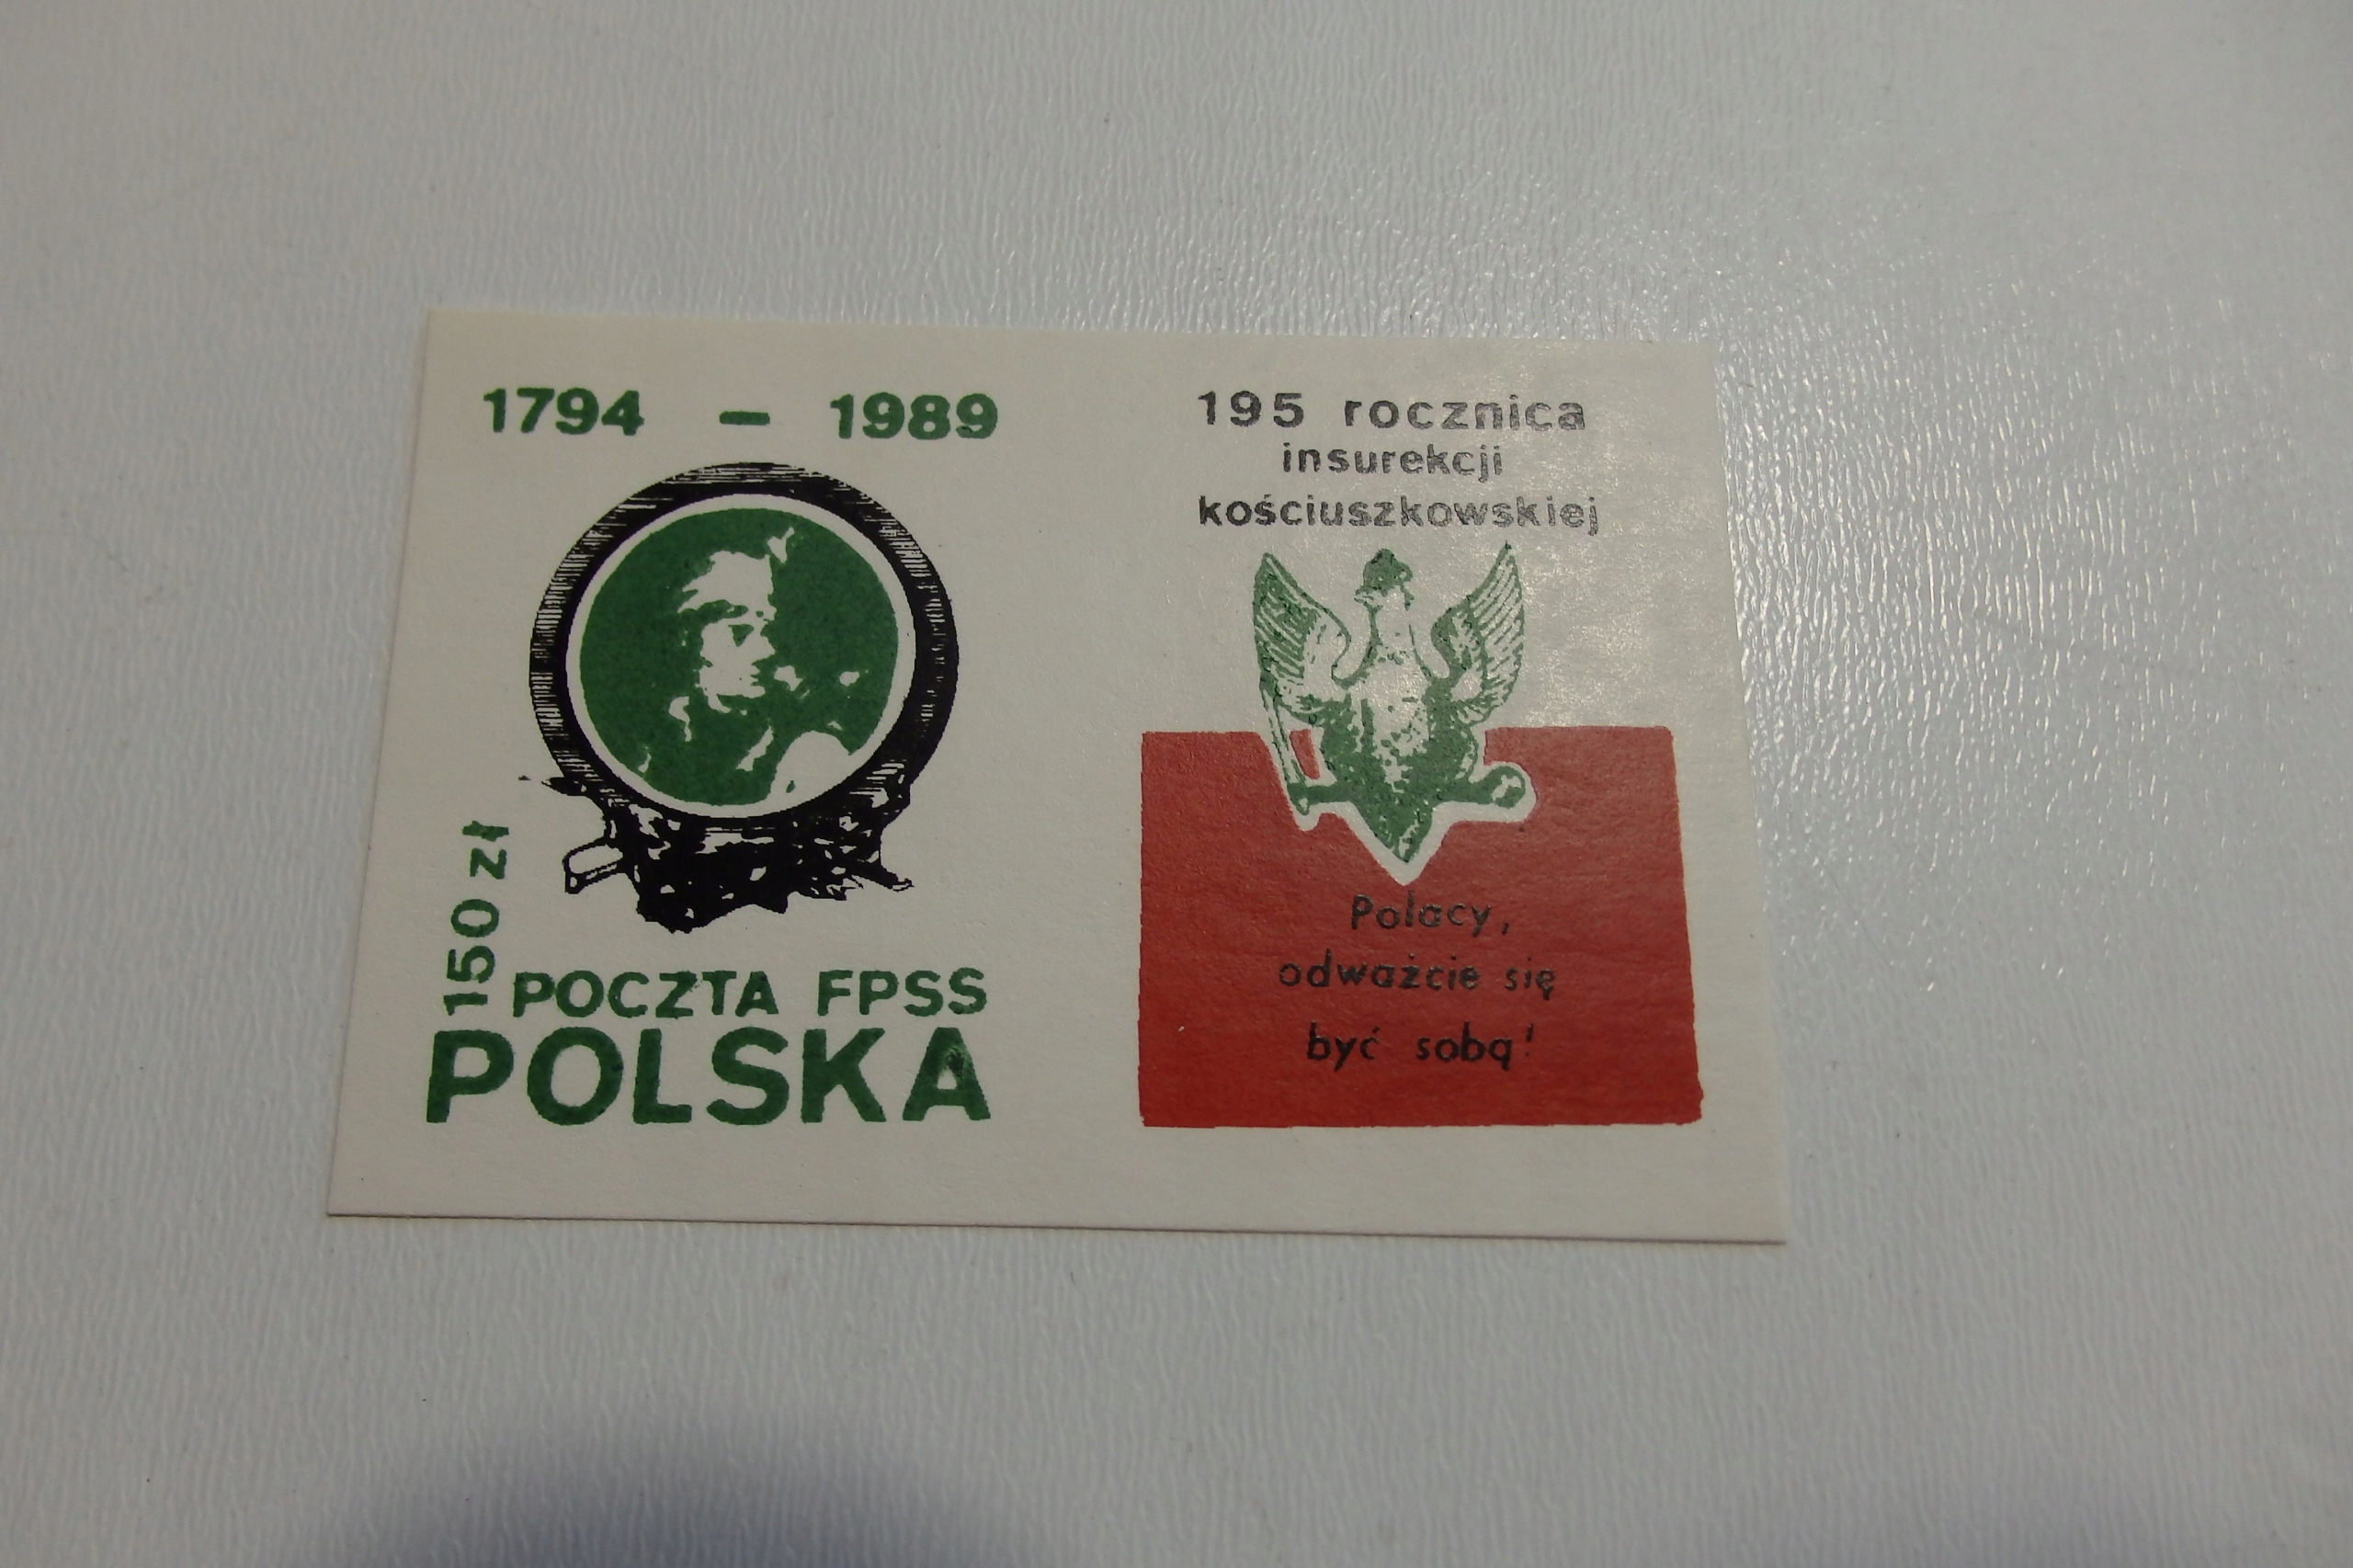 1794 - 1989
150 zł
POCZTA FPSS
POLSKA
195 rocznica
insurekcji
kościuszkowskiej
Polacy,
odważcie się
być sobą!